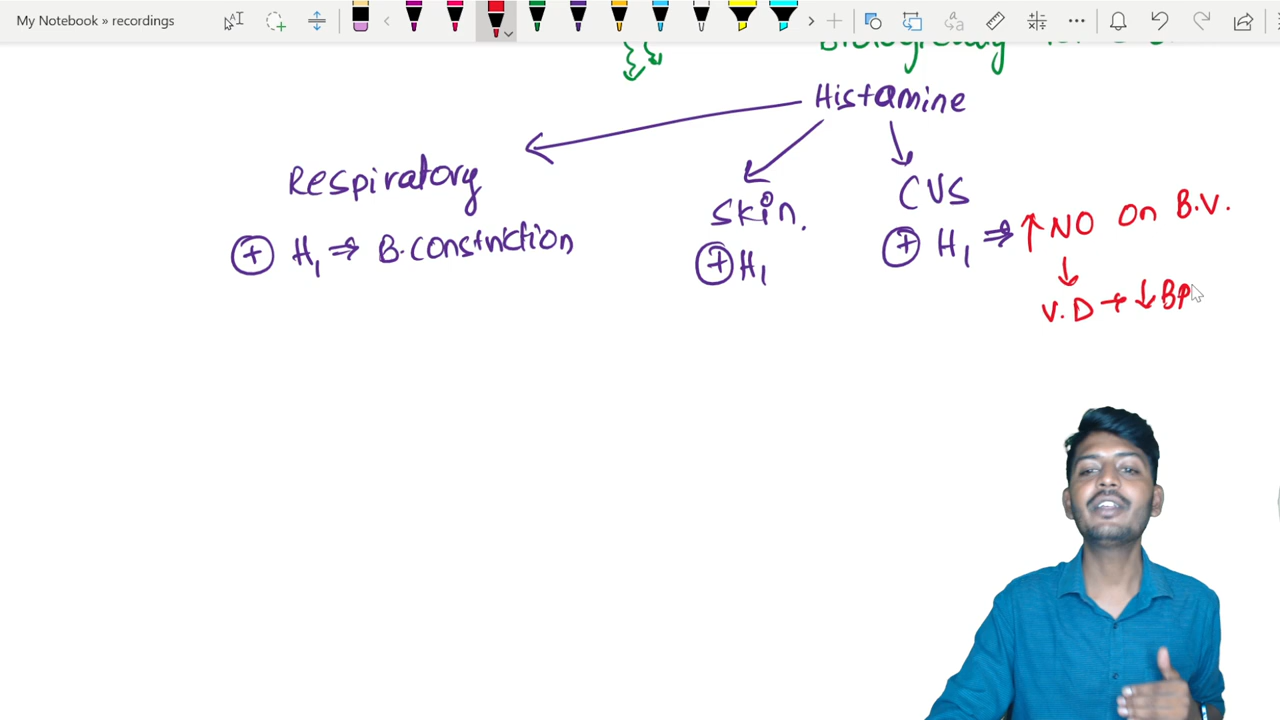 My Notebook » recordings
Histamine
Respiratory
Skin.
CVS
+ H₁ ⇒ B.constriction
+ H₁
+ H₁ ⇒ ↑ NO on B.V.
V.D → ↓ BP